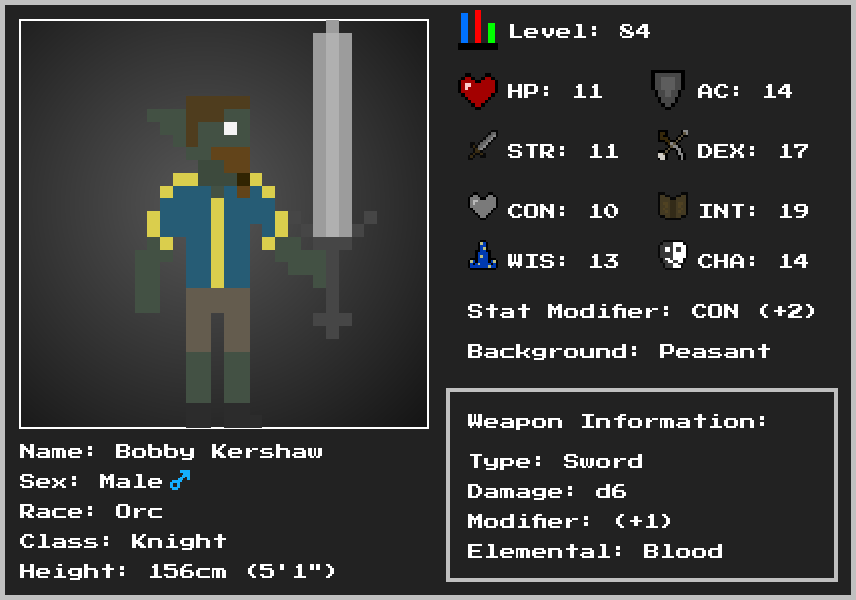 Level: 84
HP: 11 AC: 14
STR: 11 DEX: 17
CON: 10 INT: 19
WIS: 13 CHA: 14
Stat Modifier: CON (+2)
Background: Peasant
Weapon Information:
Type: Sword
Damage: d6
Modifier: (+1)
Elemental: Blood
Name: Bobby Kershaw
Sex: Male ♂
Race: Orc
Class: Knight
Height: 156cm (5'1")